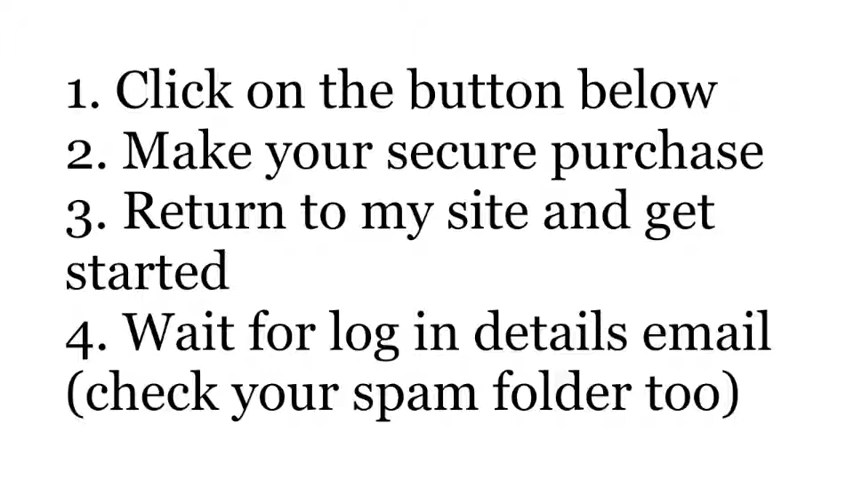 1. Click on the button below
2. Make your secure purchase
3. Return to my site and get
started
4. Wait for log in details email
(check your spam folder too)